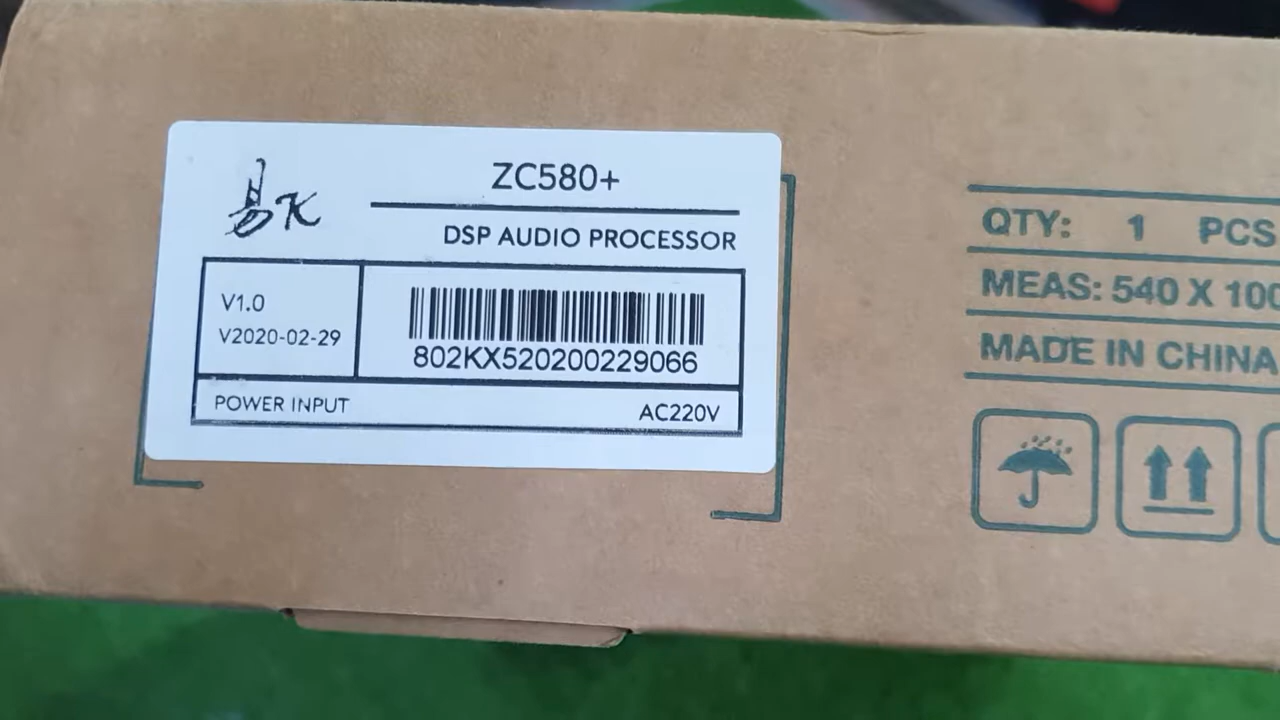 ZC580+
DSP AUDIO PROCESSOR
V1.0
V2020-02-29
802KX520200229066
POWER INPUT
AC220V
QTY: 1 PCS
MEAS: 540 X 100
MADE IN CHINA